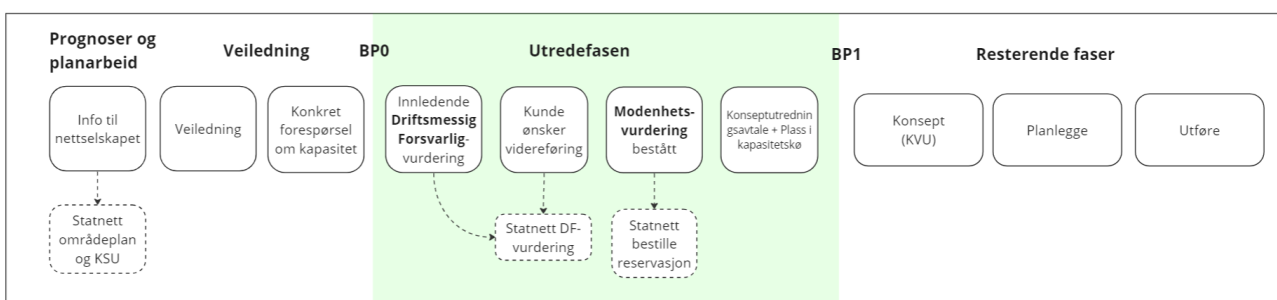 Prognoser og
planarbeid
Veiledning
BP0
Utredefasen
BP1
Resterende faser
Info til
nettselskapet
Veiledning
Konkret
forespørsel
om kapasitet
Innledende
Driftsmessig
Forsvarlig-
vurdering
Kunde
ønsker
videreføring
Modenhets-
vurdering
bestått
Konseptutrednin
gsavtale + Plass i
kapasitetskø
Konsept
(KVU)
Planlegge
Utføre
Statnett
områdeplan
og KSU
Statnett DF-
vurdering
Statnett
bestille
reservasjon